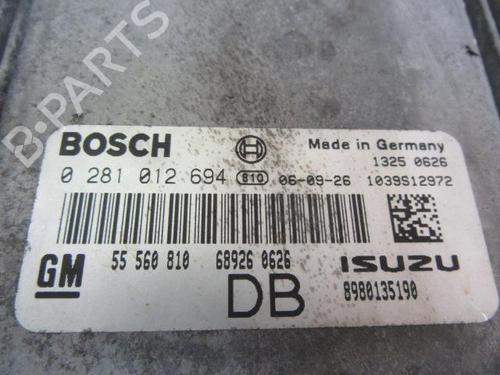 B-PARTS
BOSCH
Made in Germany
1325 0626
0 281 012 694 810 06-09-26 1039S12972
GM 55 560 810 68926 0626 ISUZU
DB 8980135190